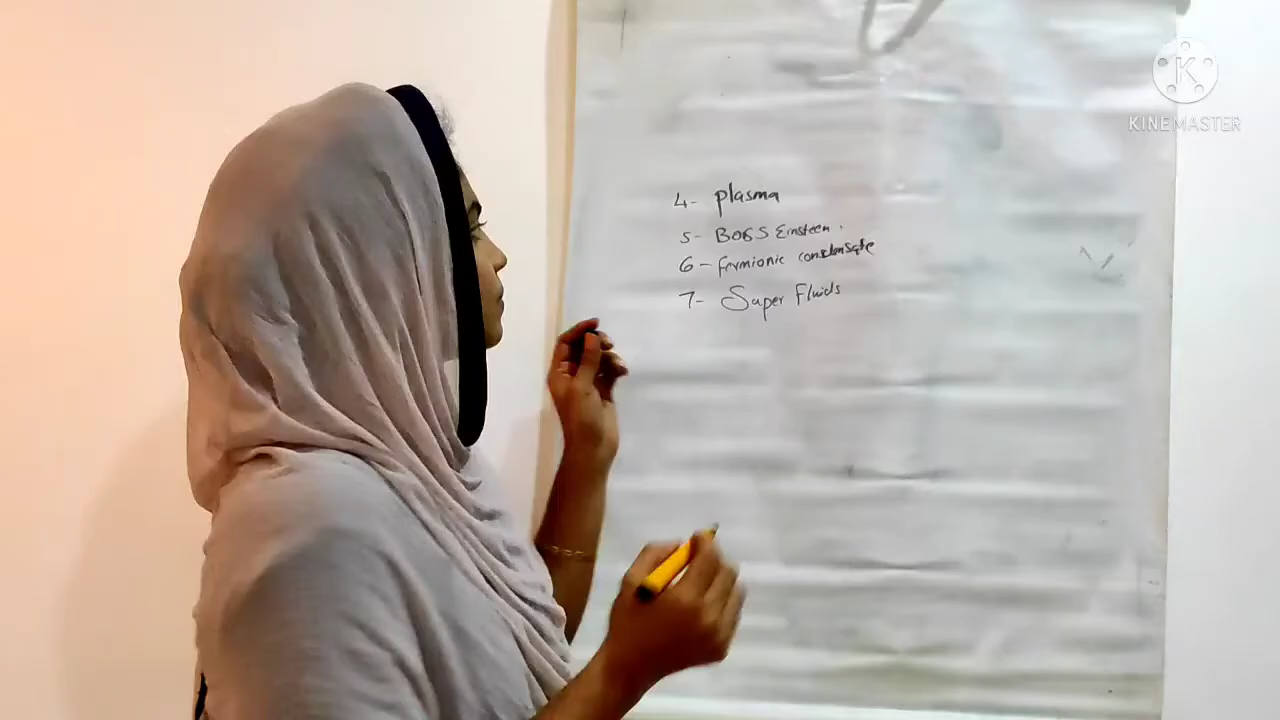 KINEMASTER
4- plasma
5- BOSS Einsteen.
6- fermionic condensate
7- Super Fluids